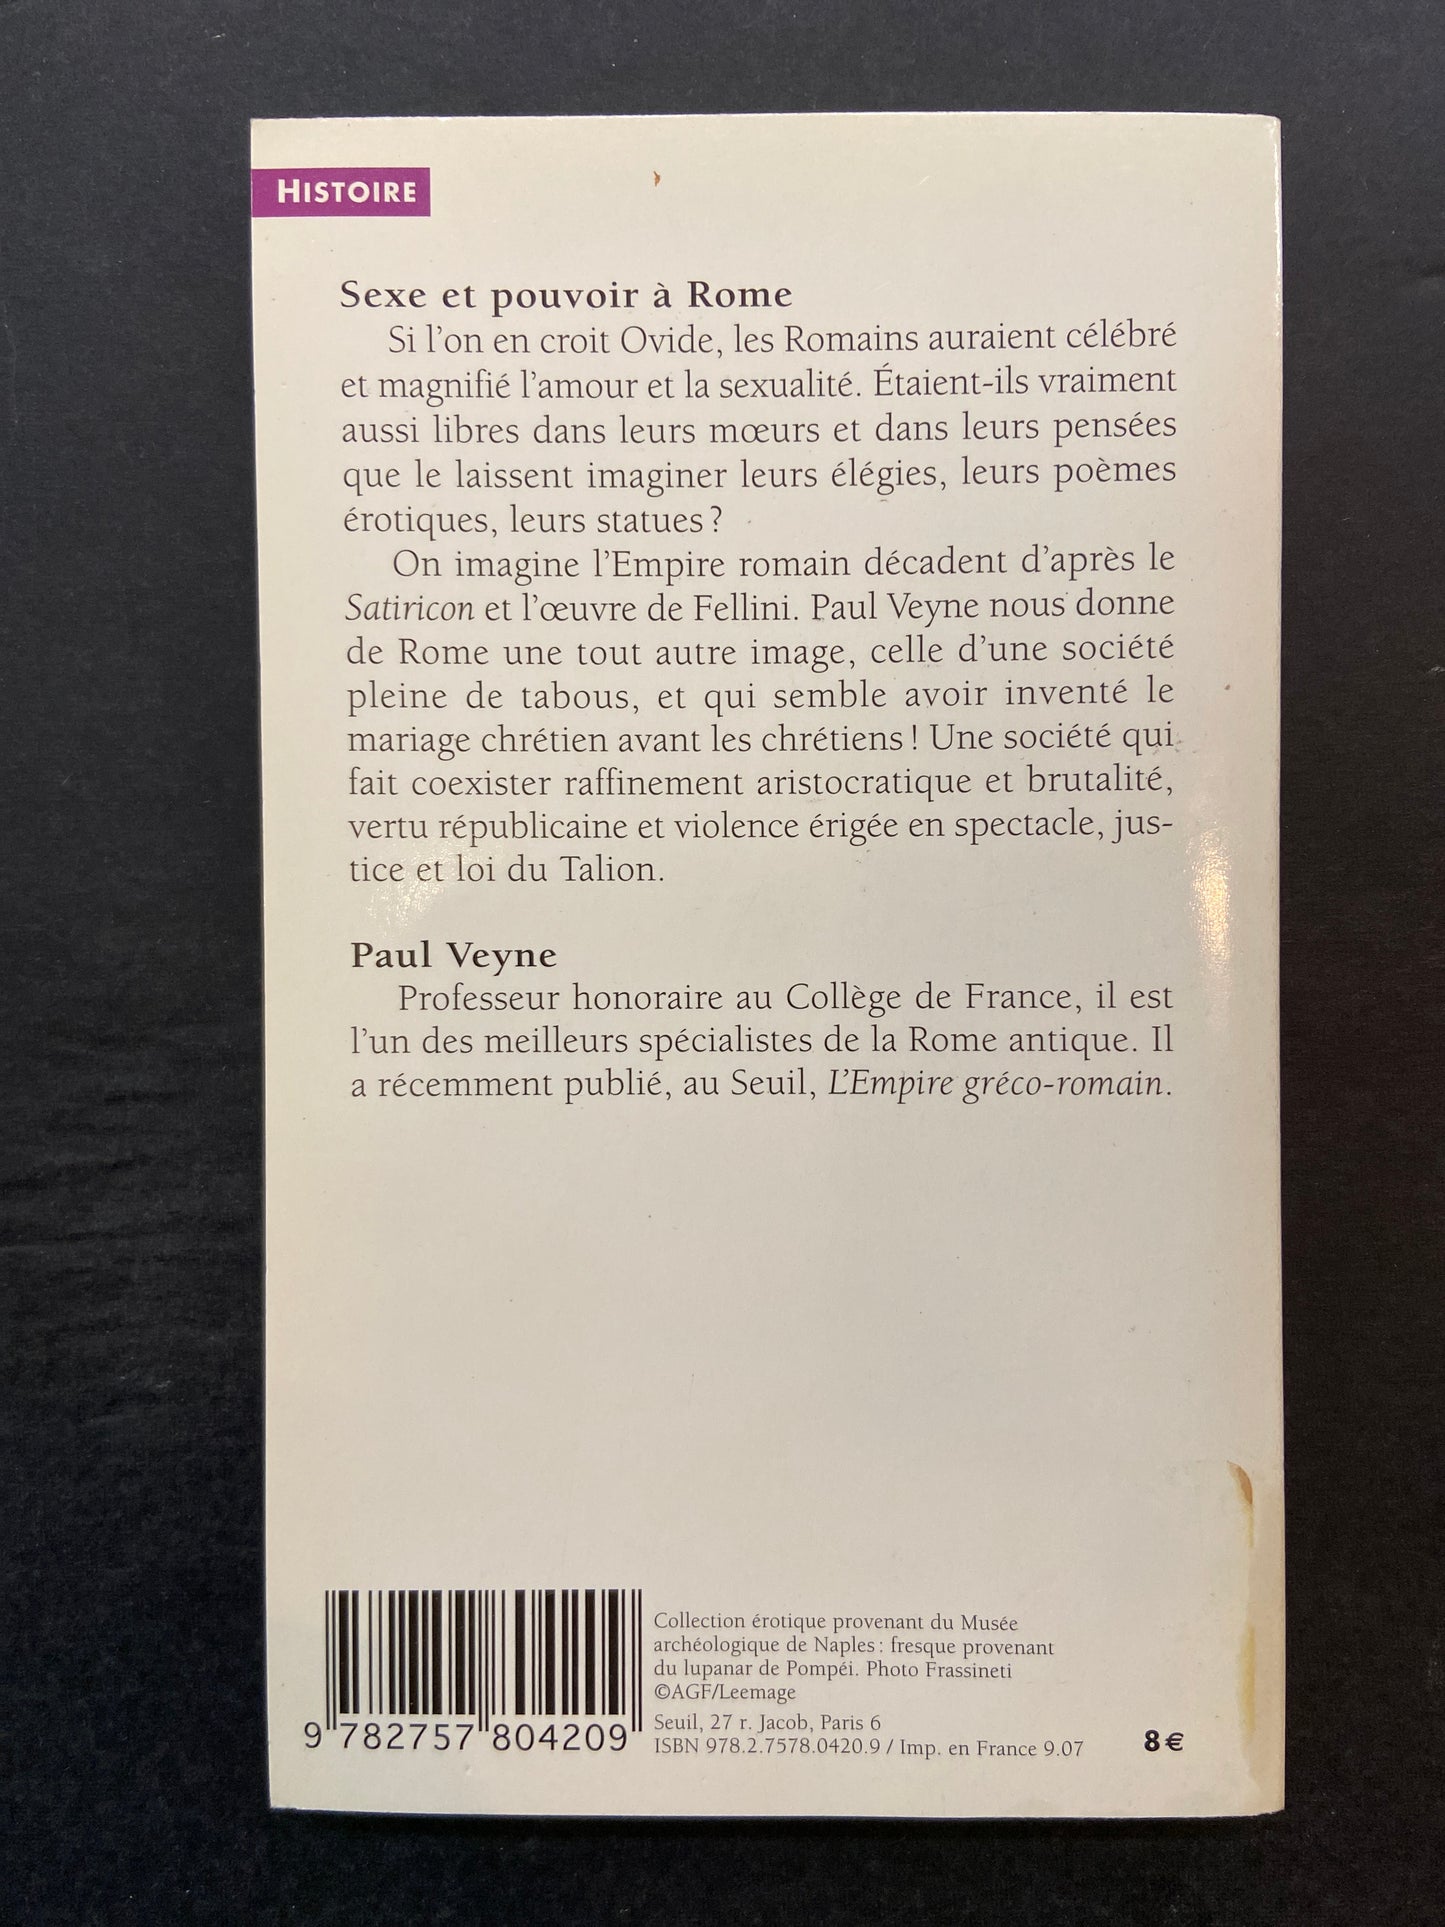 HISTOIRE
Sexe et pouvoir à Rome
Si l'on en croit Ovide, les Romains auraient célébré
et magnifié l'amour et la sexualité. Étaient-ils vraiment
aussi libres dans leurs mœurs et dans leurs pensées
que le laissent imaginer leurs élégies, leurs poèmes
érotiques, leurs statues ?
On imagine l'Empire romain décadent d'après le
Satiricon et l'œuvre de Fellini. Paul Veyne nous donne
de Rome une tout autre image, celle d'une société
pleine de tabous, et qui semble avoir inventé le
mariage chrétien avant les chrétiens ! Une société qui
fait coexister raffinement aristocratique et brutalité,
vertu républicaine et violence érigée en spectacle, jus-
tice et loi du Talion.
Paul Veyne
Professeur honoraire au Collège de France, il est
l'un des meilleurs spécialistes de la Rome antique. Il
a récemment publié, au Seuil, L'Empire gréco-romain.
Collection érotique provenant du Musée
archéologique de Naples : fresque provenant
du lupanar de Pompéi. Photo Frassineti
©AGF/Leemage
Seuil, 27 r. Jacob, Paris 6
ISBN 978.2.7578.0420.9 / Imp. en France 9.07
8 €
9 782757 804209